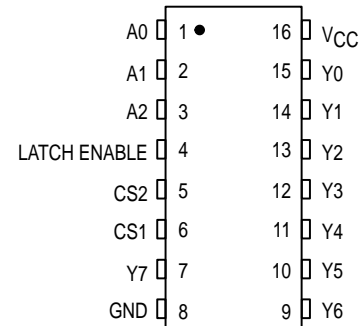 A0 1 16 VCC
A1 2 15 Y0
A2 3 14 Y1
LATCH ENABLE 4 13 Y2
CS2 5 12 Y3
CS1 6 11 Y4
Y7 7 10 Y5
GND 8 9 Y6